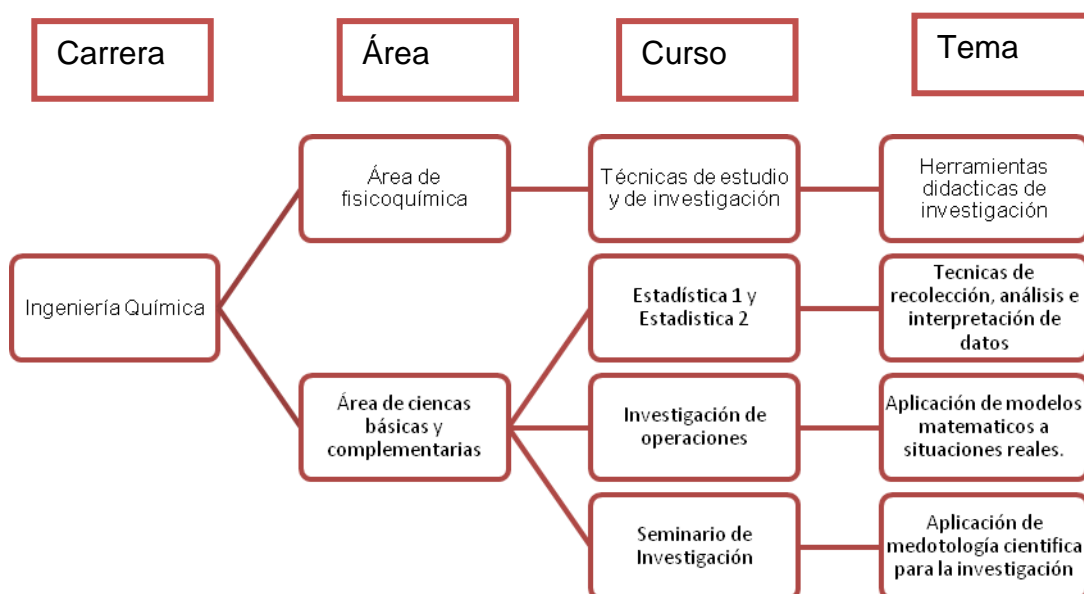 Carrera
Área
Curso
Tema
Área de
fisicoquímica
Técnicas de estudio
y de investigación
Herramientas
didacticas de
investigación
Ingeniería Química
Estadística 1 y
Estadistica 2
Tecnicas de
recolección, análisis e
interpretación de
datos
Área de ciencas
básicas y
complementarias
Investigación de
operaciones
Aplicación de modelos
matematicos a
situaciones reales.
Seminario de
Investigación
Aplicación de
medotología cientifica
para la investigación